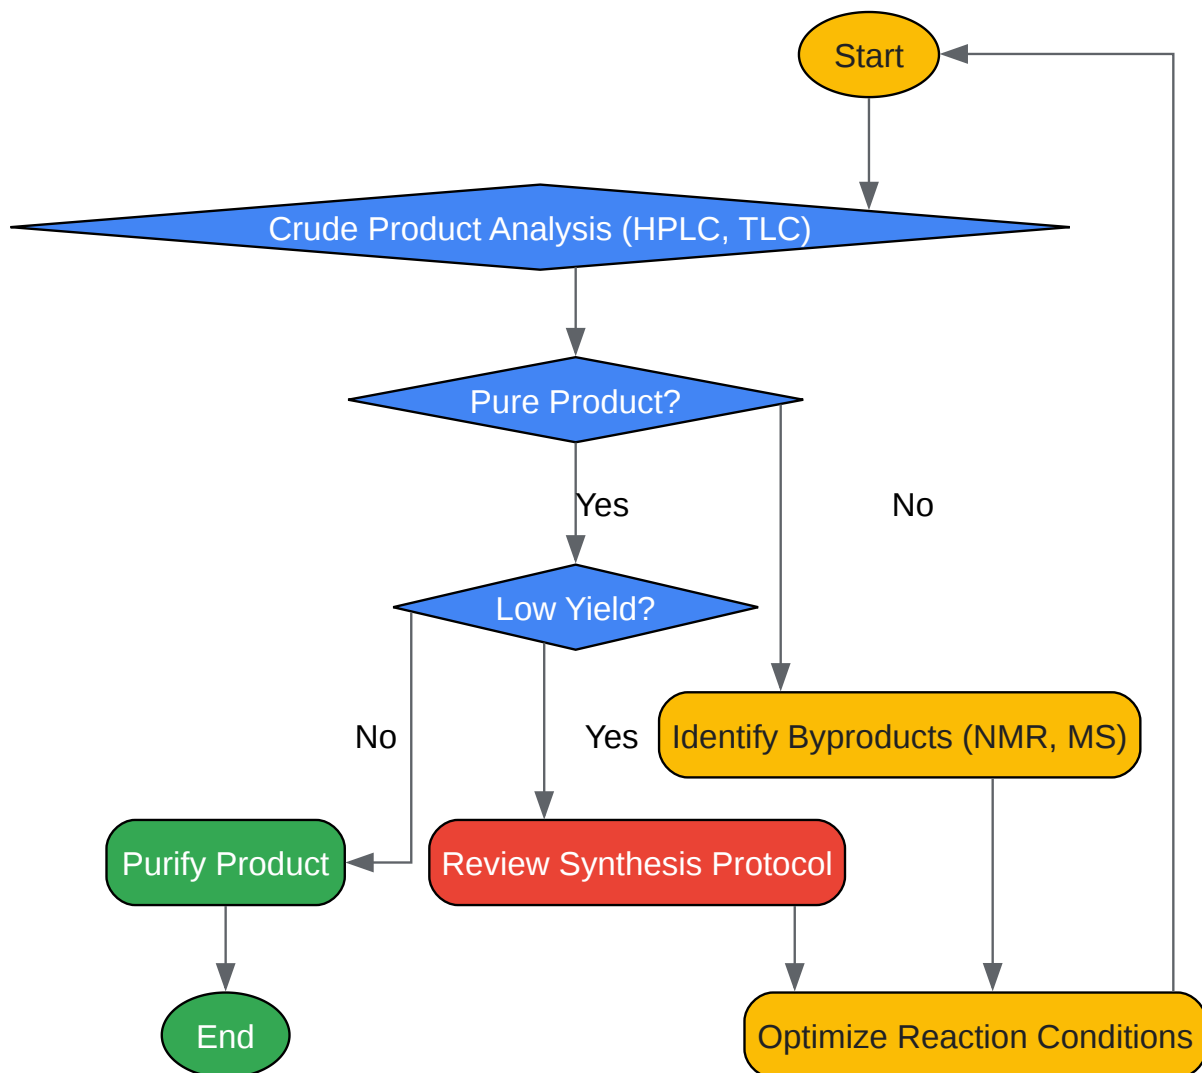 Start
Crude Product Analysis (HPLC, TLC)
Pure Product?
Yes
No
Low Yield?
No
Yes
Identify Byproducts (NMR, MS)
Purify Product
Review Synthesis Protocol
End
Optimize Reaction Conditions